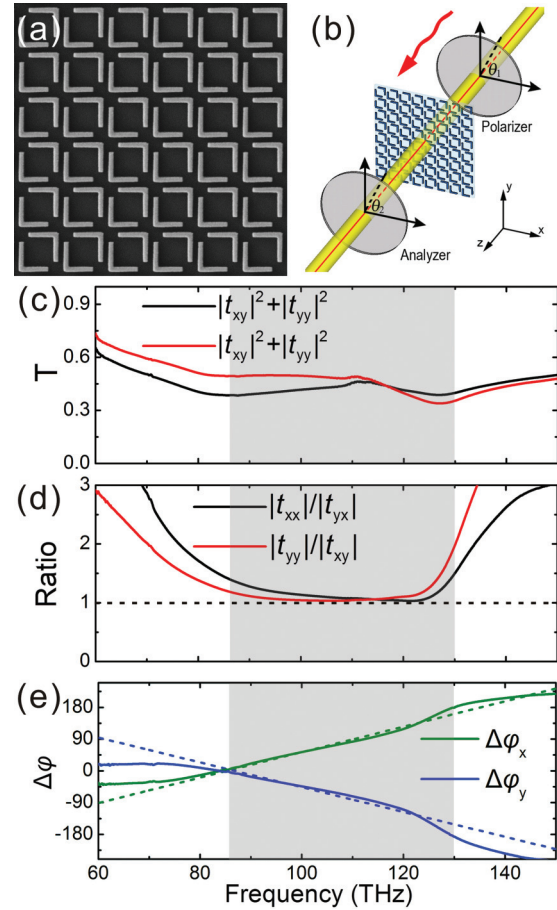 (a)
(b)
θ1
Polarizer
θ2
Analyzer
y
x
z
(c)
|txy|²+|tyy|²
|txy|²+|tyy|²
T
0.9
0.6
0.3
0.0
(d)
|txx|/|tyx|
|tyy|/|txy|
Ratio
3
2
1
0
(e)
Δφx
Δφy
Δφ
180
90
0
-90
-180
60 80 100 120 140
Frequency (THz)